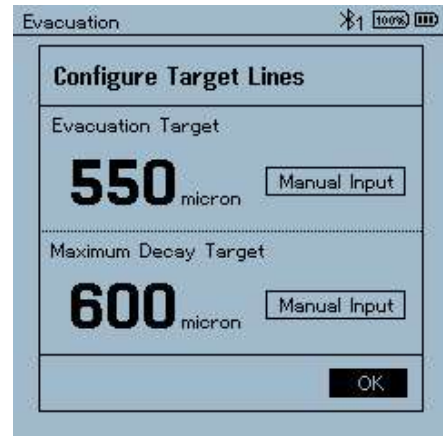 Evacuation 1 100%
Configure Target Lines
Evacuation Target
550 micron Manual Input
Maximum Decay Target
600 micron Manual Input
OK